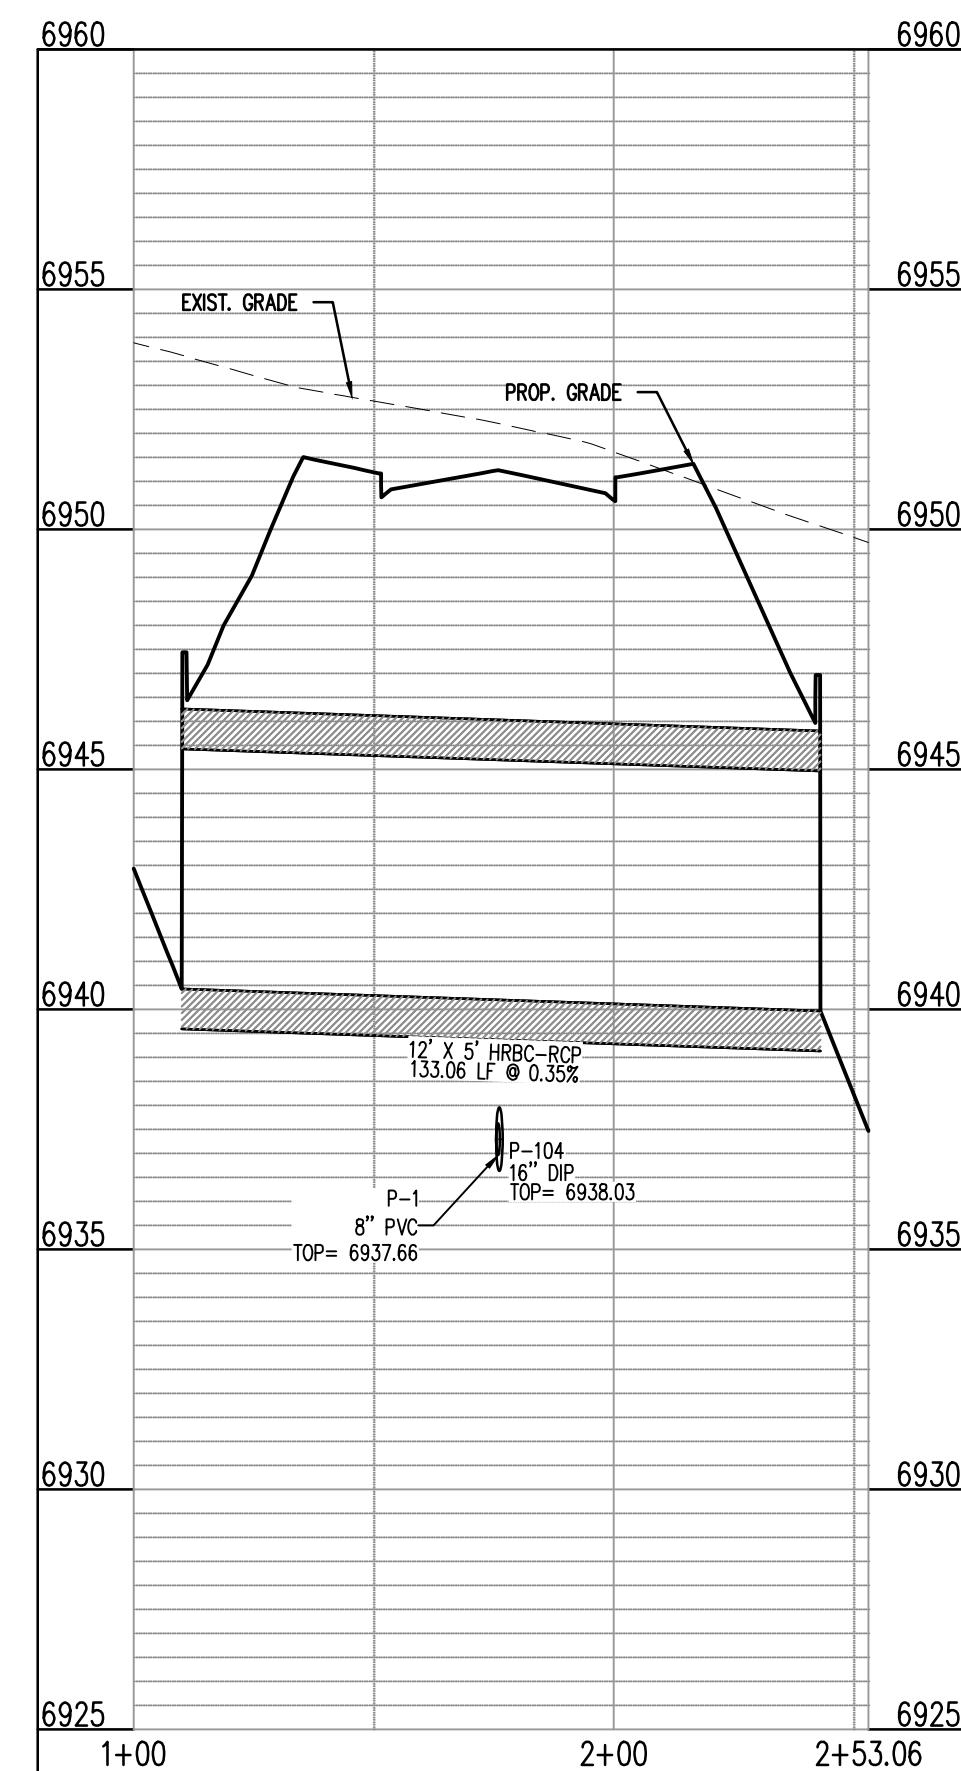 6960 6960
6955 6955
EXIST. GRADE
PROP. GRADE
6950 6950
6945 6945
6940 6940
12' X 5' HRBC-RCP
133.06 LF @ 0.35%
P-104
16" DIP
TOP= 6938.03
P-1
8" PVC
TOP= 6937.66
6935 6935
6930 6930
6925 6925
1+00 2+00 2+53.06